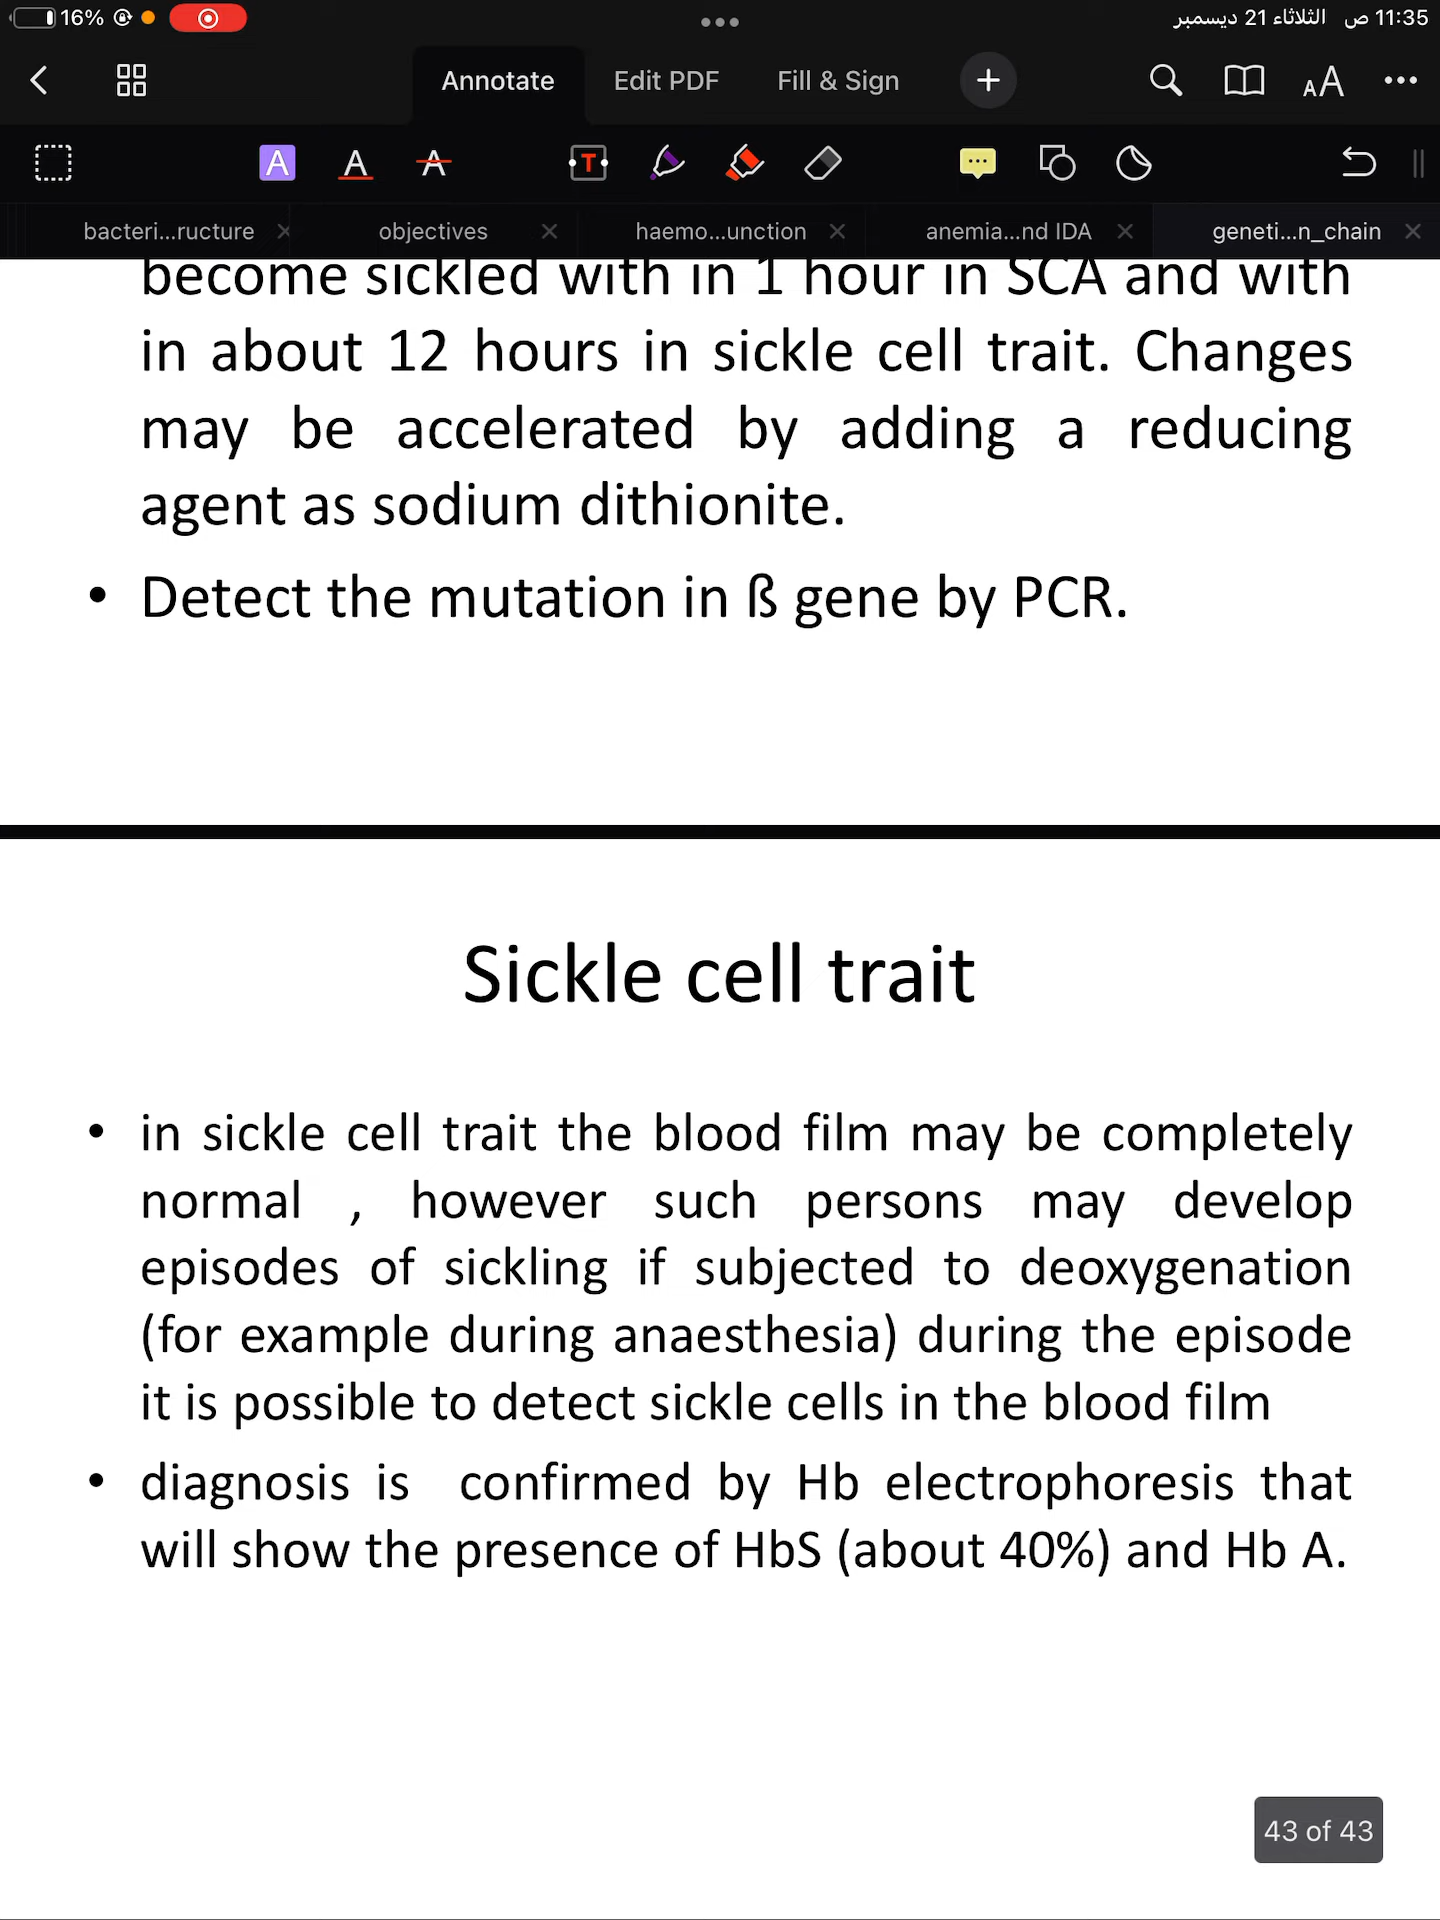 16% الثلاثاء 21 ديسمبر 11:35 ص
Annotate Edit PDF Fill & Sign
A A A T
bacteri...ructure objectives haemo...unction anemia...nd IDA geneti...n_chain
become sickled with in 1 hour in SCA and with
in about 12 hours in sickle cell trait. Changes
may be accelerated by adding a reducing
agent as sodium dithionite.
• Detect the mutation in ß gene by PCR.
Sickle cell trait
• in sickle cell trait the blood film may be completely
normal , however such persons may develop
episodes of sickling if subjected to deoxygenation
(for example during anaesthesia) during the episode
it is possible to detect sickle cells in the blood film
• diagnosis is confirmed by Hb electrophoresis that
will show the presence of HbS (about 40%) and Hb A.
43 of 43